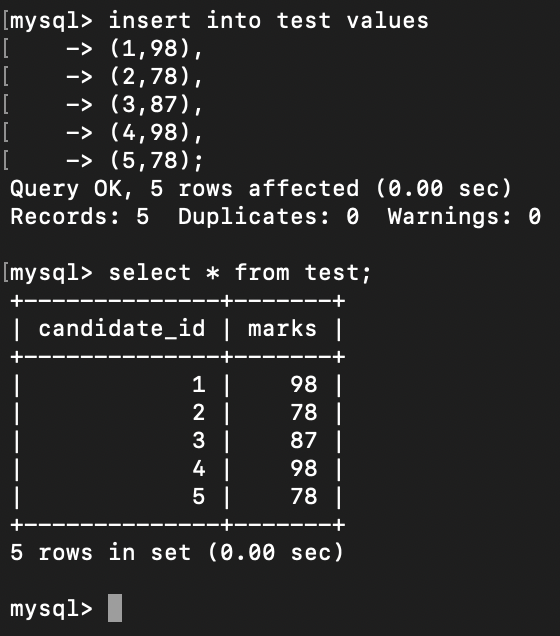 [mysql> insert into test values
[    -> (1,98),
[    -> (2,78),
[    -> (3,87),
[    -> (4,98),
[    -> (5,78);
Query OK, 5 rows affected (0.00 sec)
Records: 5  Duplicates: 0  Warnings: 0

[mysql> select * from test;
+--------------+-------+
| candidate_id | marks |
+--------------+-------+
|            1 |    98 |
|            2 |    78 |
|            3 |    87 |
|            4 |    98 |
|            5 |    78 |
+--------------+-------+
5 rows in set (0.00 sec)

mysql>